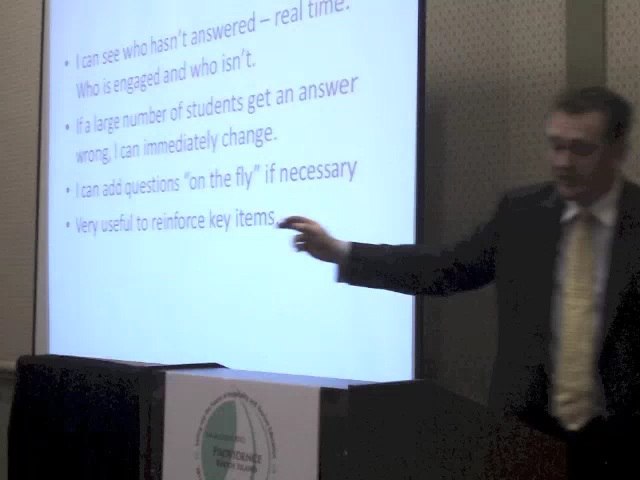 • I can see who hasn't answered – real time.
Who is engaged and who isn't.
• If a large number of students get an answer
wrong, I can immediately change.
• I can add questions "on the fly" if necessary
• Very useful to reinforce key items
PROVIDENCE
RHODE ISLAND